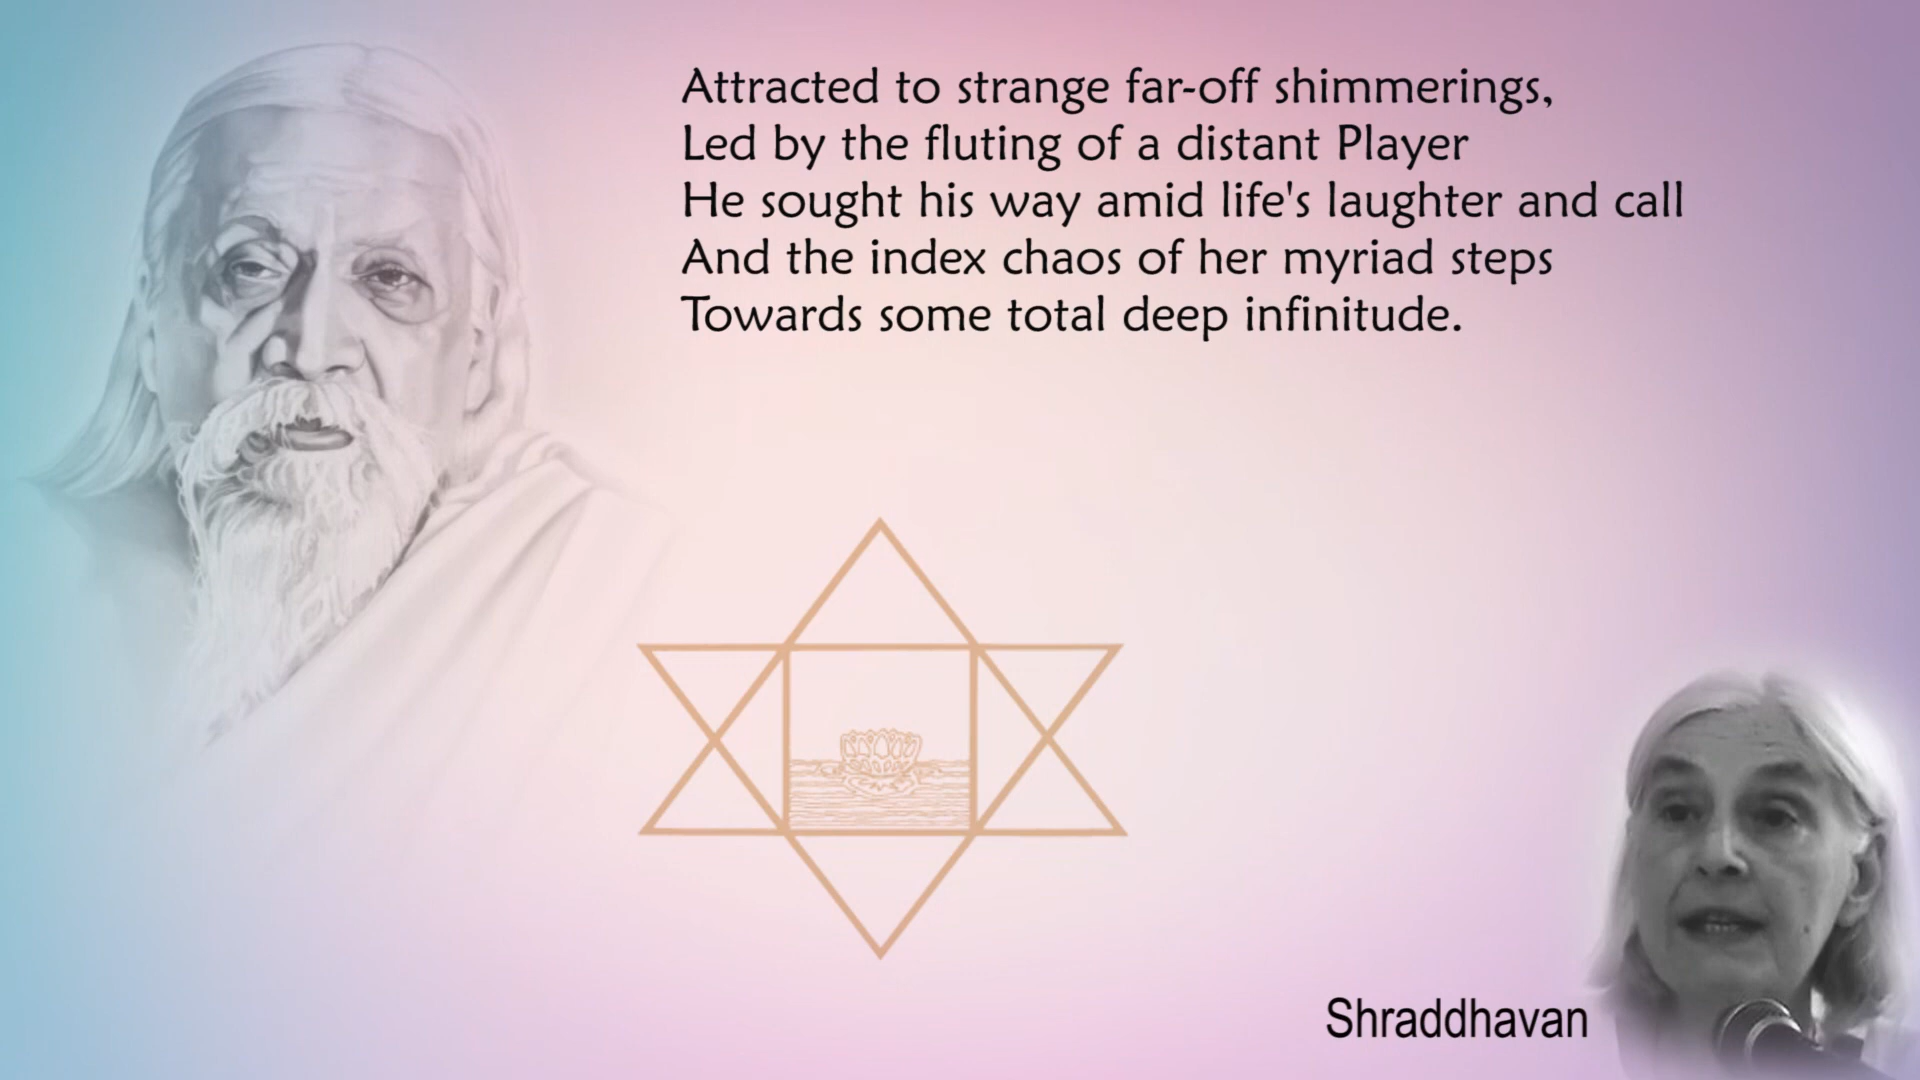 Attracted to strange far-off shimmerings,
Led by the fluting of a distant Player
He sought his way amid life's laughter and call
And the index chaos of her myriad steps
Towards some total deep infinitude.
Shraddhavan